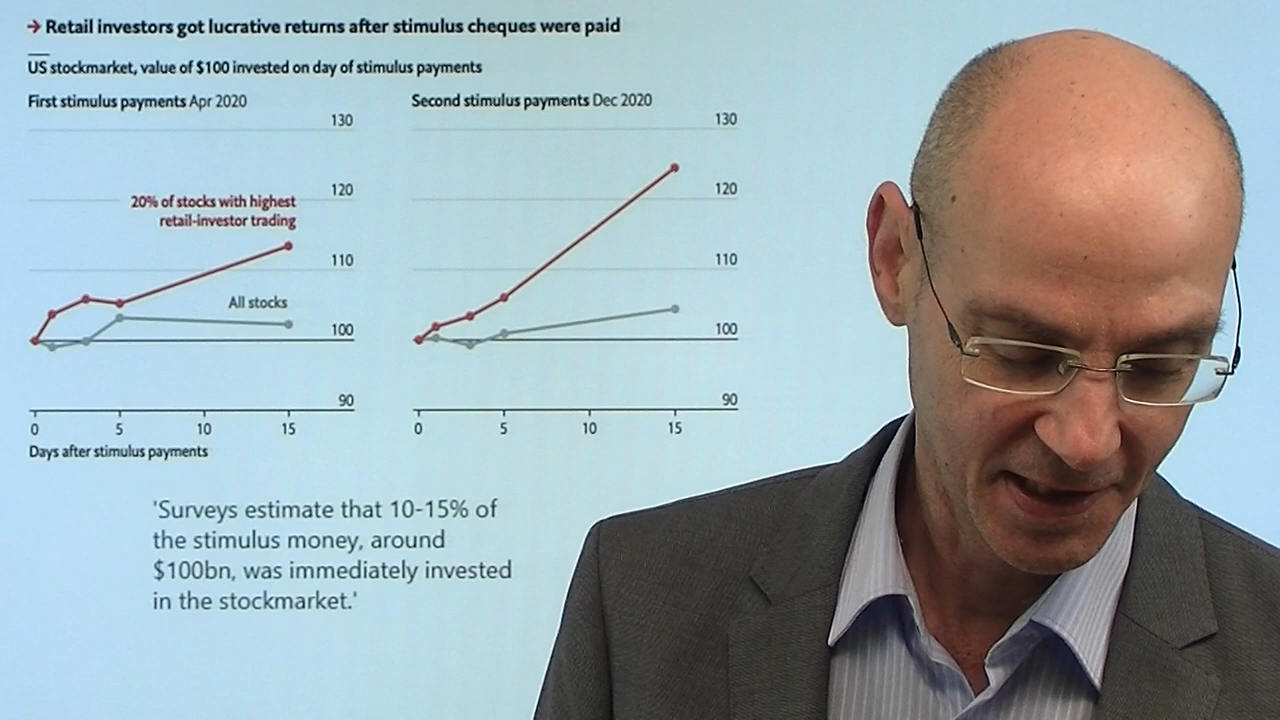 → Retail investors got lucrative returns after stimulus cheques were paid
US stockmarket, value of $100 invested on day of stimulus payments
First stimulus payments Apr 2020
130
120
20% of stocks with highest
retail-investor trading
110
All stocks
100
90
0 5 10 15
Days after stimulus payments
Second stimulus payments Dec 2020
130
120
110
100
90
0 5 10 15
'Surveys estimate that 10-15% of
the stimulus money, around
$100bn, was immediately invested
in the stockmarket.'